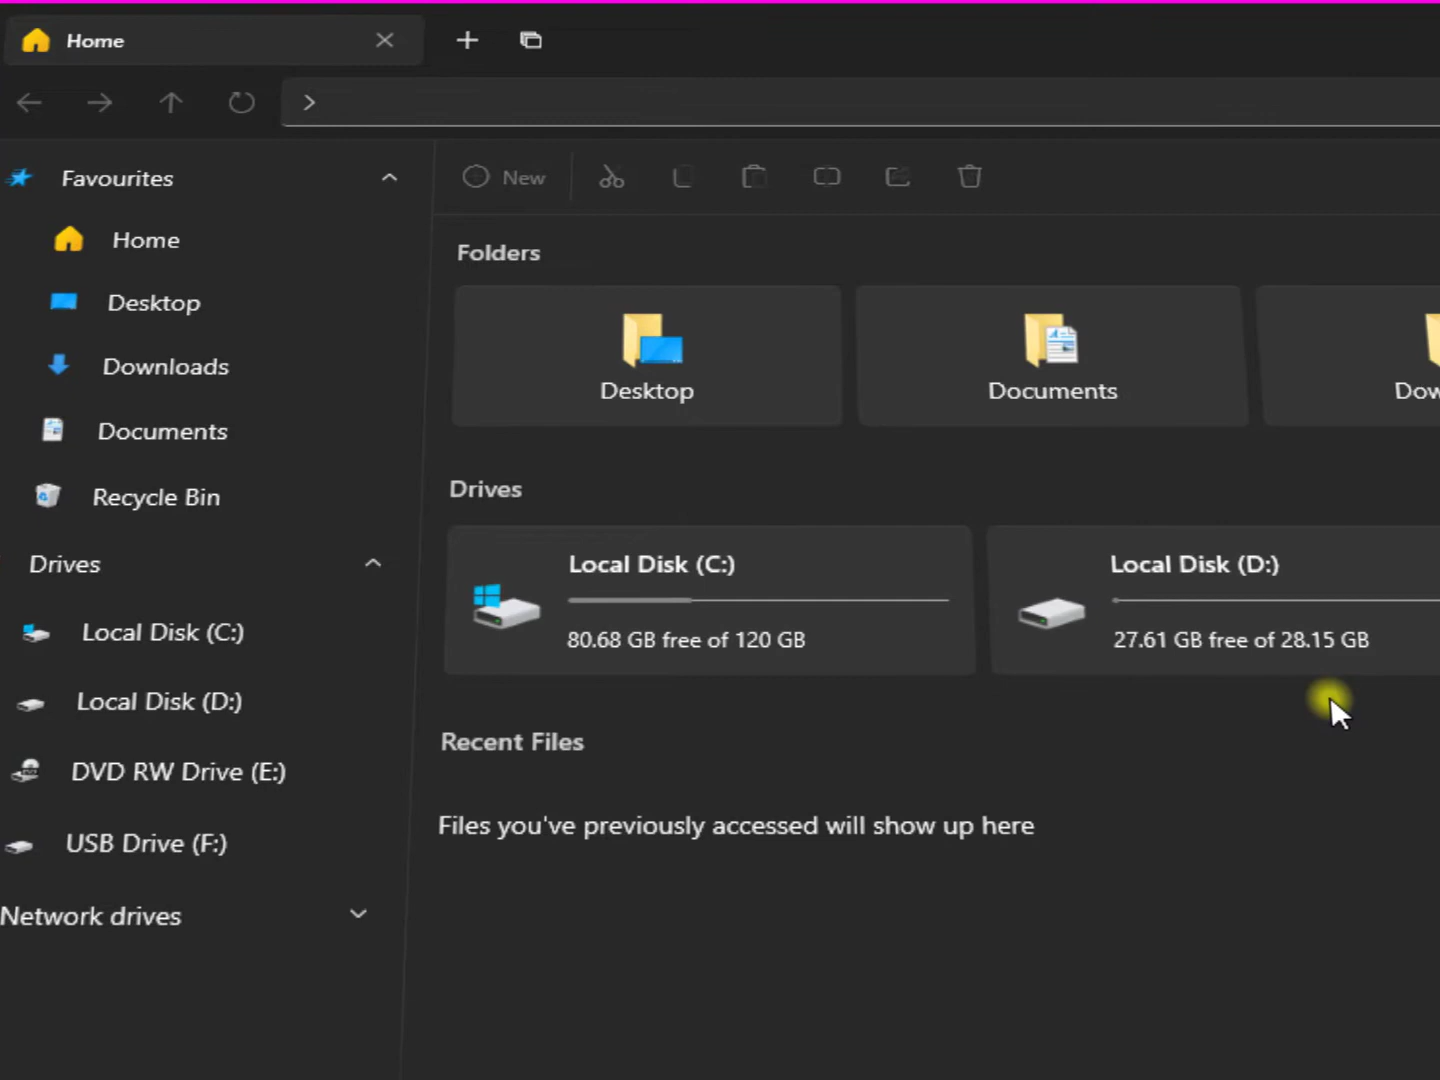 Home
New
Favourites
Home
Desktop
Downloads
Documents
Recycle Bin
Drives
Local Disk (C:)
Local Disk (D:)
DVD RW Drive (E:)
USB Drive (F:)
Network drives
Folders
Desktop
Documents
Drives
Local Disk (C:)
80.68 GB free of 120 GB
Local Disk (D:)
27.61 GB free of 28.15 GB
Recent Files
Files you've previously accessed will show up here